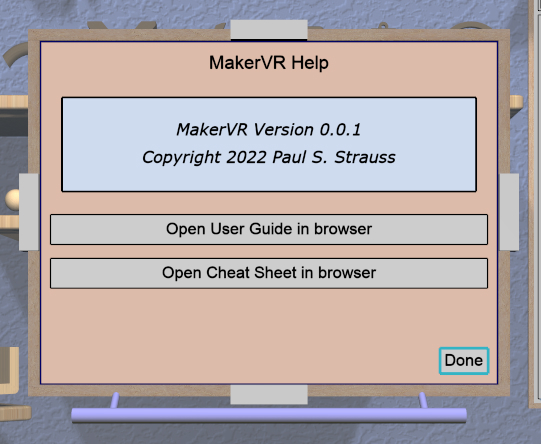 MakerVR Help
MakerVR Version 0.0.1
Copyright 2022 Paul S. Strauss
Open User Guide in browser
Open Cheat Sheet in browser
Done